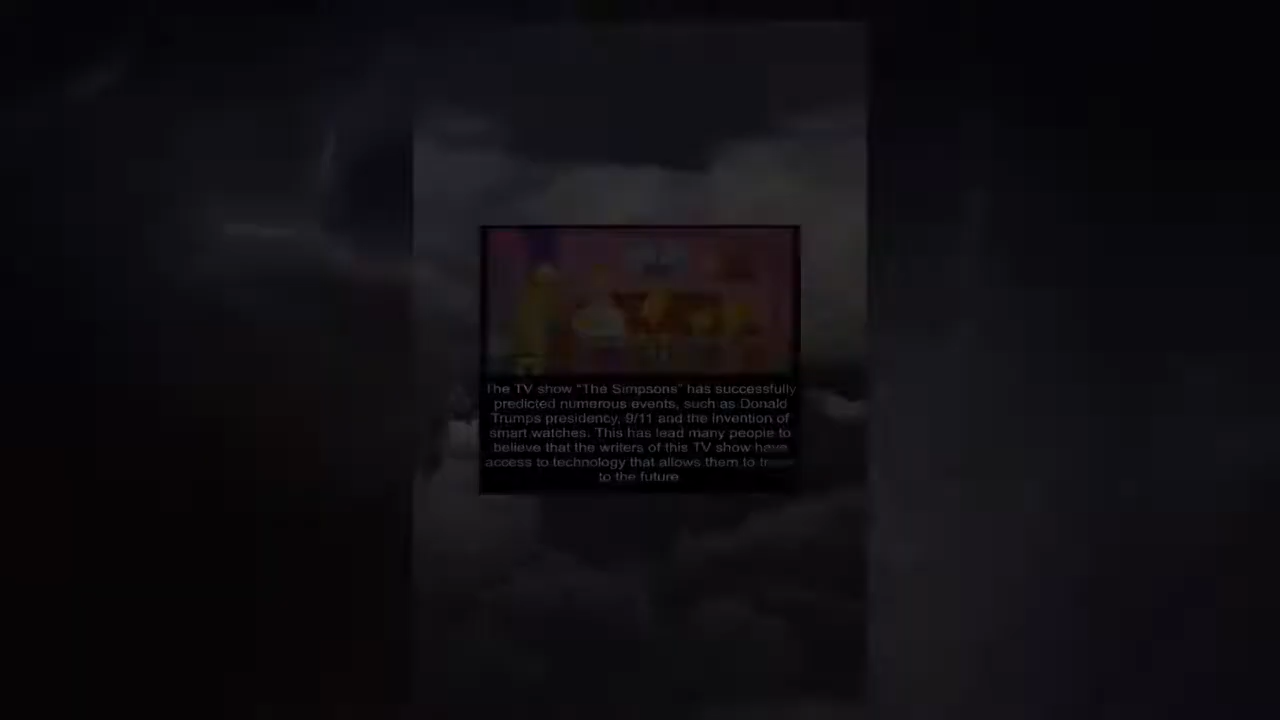 The TV show "The Simpsons" has successfully
predicted numerous events, such as Donald
Trumps presidency, 9/11 and the invention of
smart watches. This has lead many people to
believe that the writers of this TV show have
access to technology that allows them to
to the future